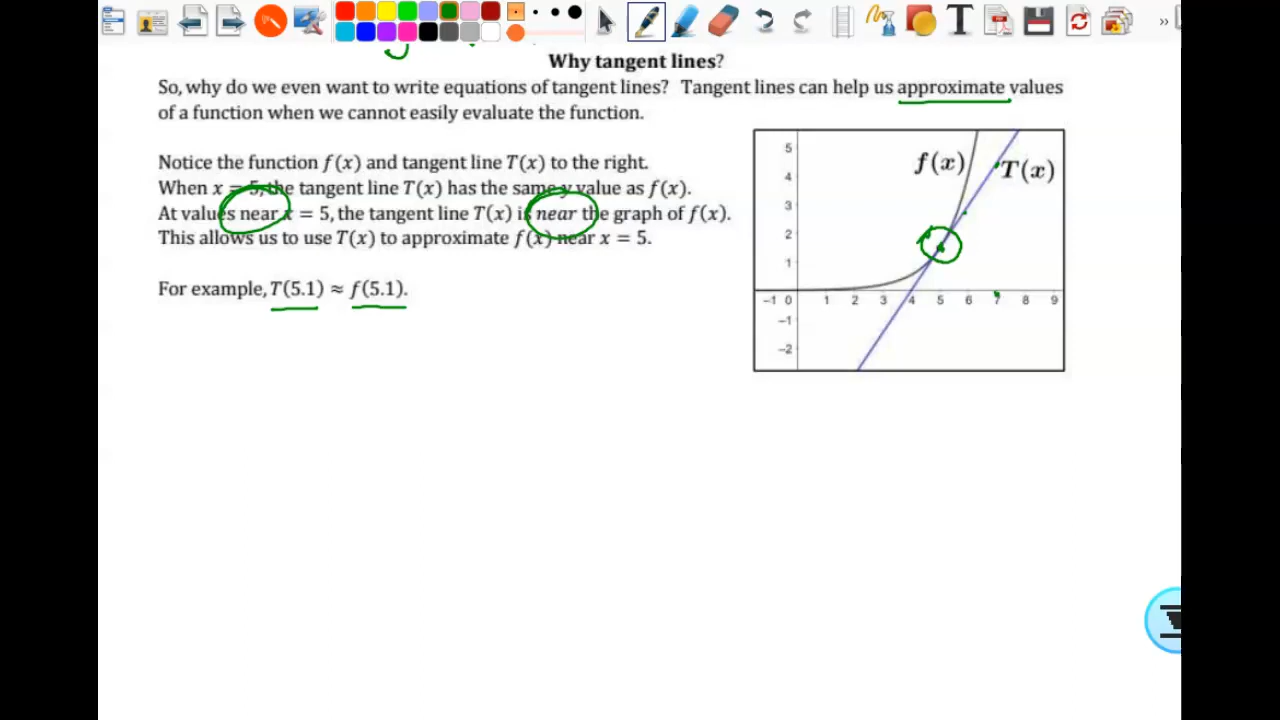 Why tangent lines?
So, why do we even want to write equations of tangent lines? Tangent lines can help us approximate values
of a function when we cannot easily evaluate the function.
Notice the function f(x) and tangent line T(x) to the right.
When x = 5, the tangent line T(x) has the same y value as f(x).
At values near x = 5, the tangent line T(x) is near the graph of f(x).
This allows us to use T(x) to approximate f(x) near x = 5.
For example, T(5.1) ≈ f(5.1).
f(x)
T(x)
5
4
3
2
1
−1 0 1 2 3 4 5 6 7 8 9
−1
−2